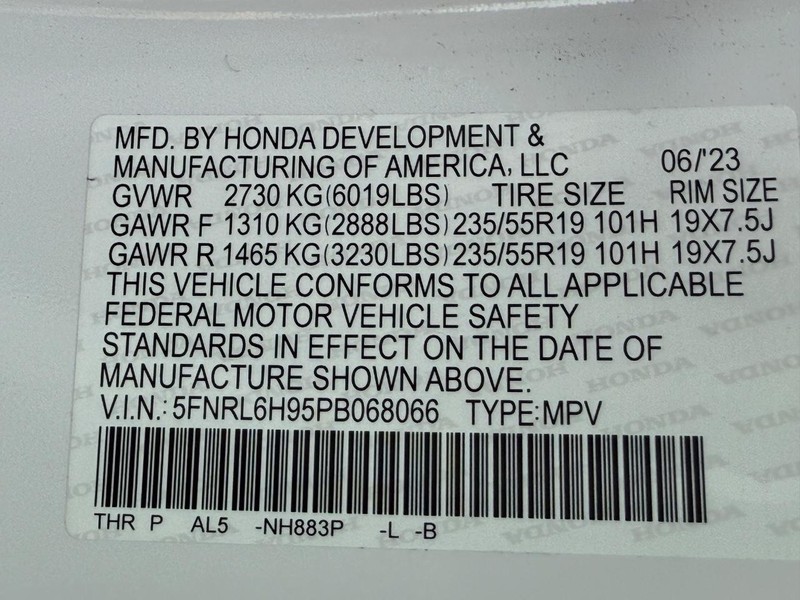 MFD. BY HONDA DEVELOPMENT &
MANUFACTURING OF AMERICA, LLC 06/'23
GVWR 2730 KG(6019LBS) TIRE SIZE RIM SIZE
GAWR F 1310 KG(2888LBS) 235/55R19 101H 19X7.5J
GAWR R 1465 KG(3230LBS) 235/55R19 101H 19X7.5J
THIS VEHICLE CONFORMS TO ALL APPLICABLE
FEDERAL MOTOR VEHICLE SAFETY
STANDARDS IN EFFECT ON THE DATE OF
MANUFACTURE SHOWN ABOVE.
V.I.N.: 5FNRL6H95PB068066 TYPE: MPV
THR P AL5 -NH883P -L -B